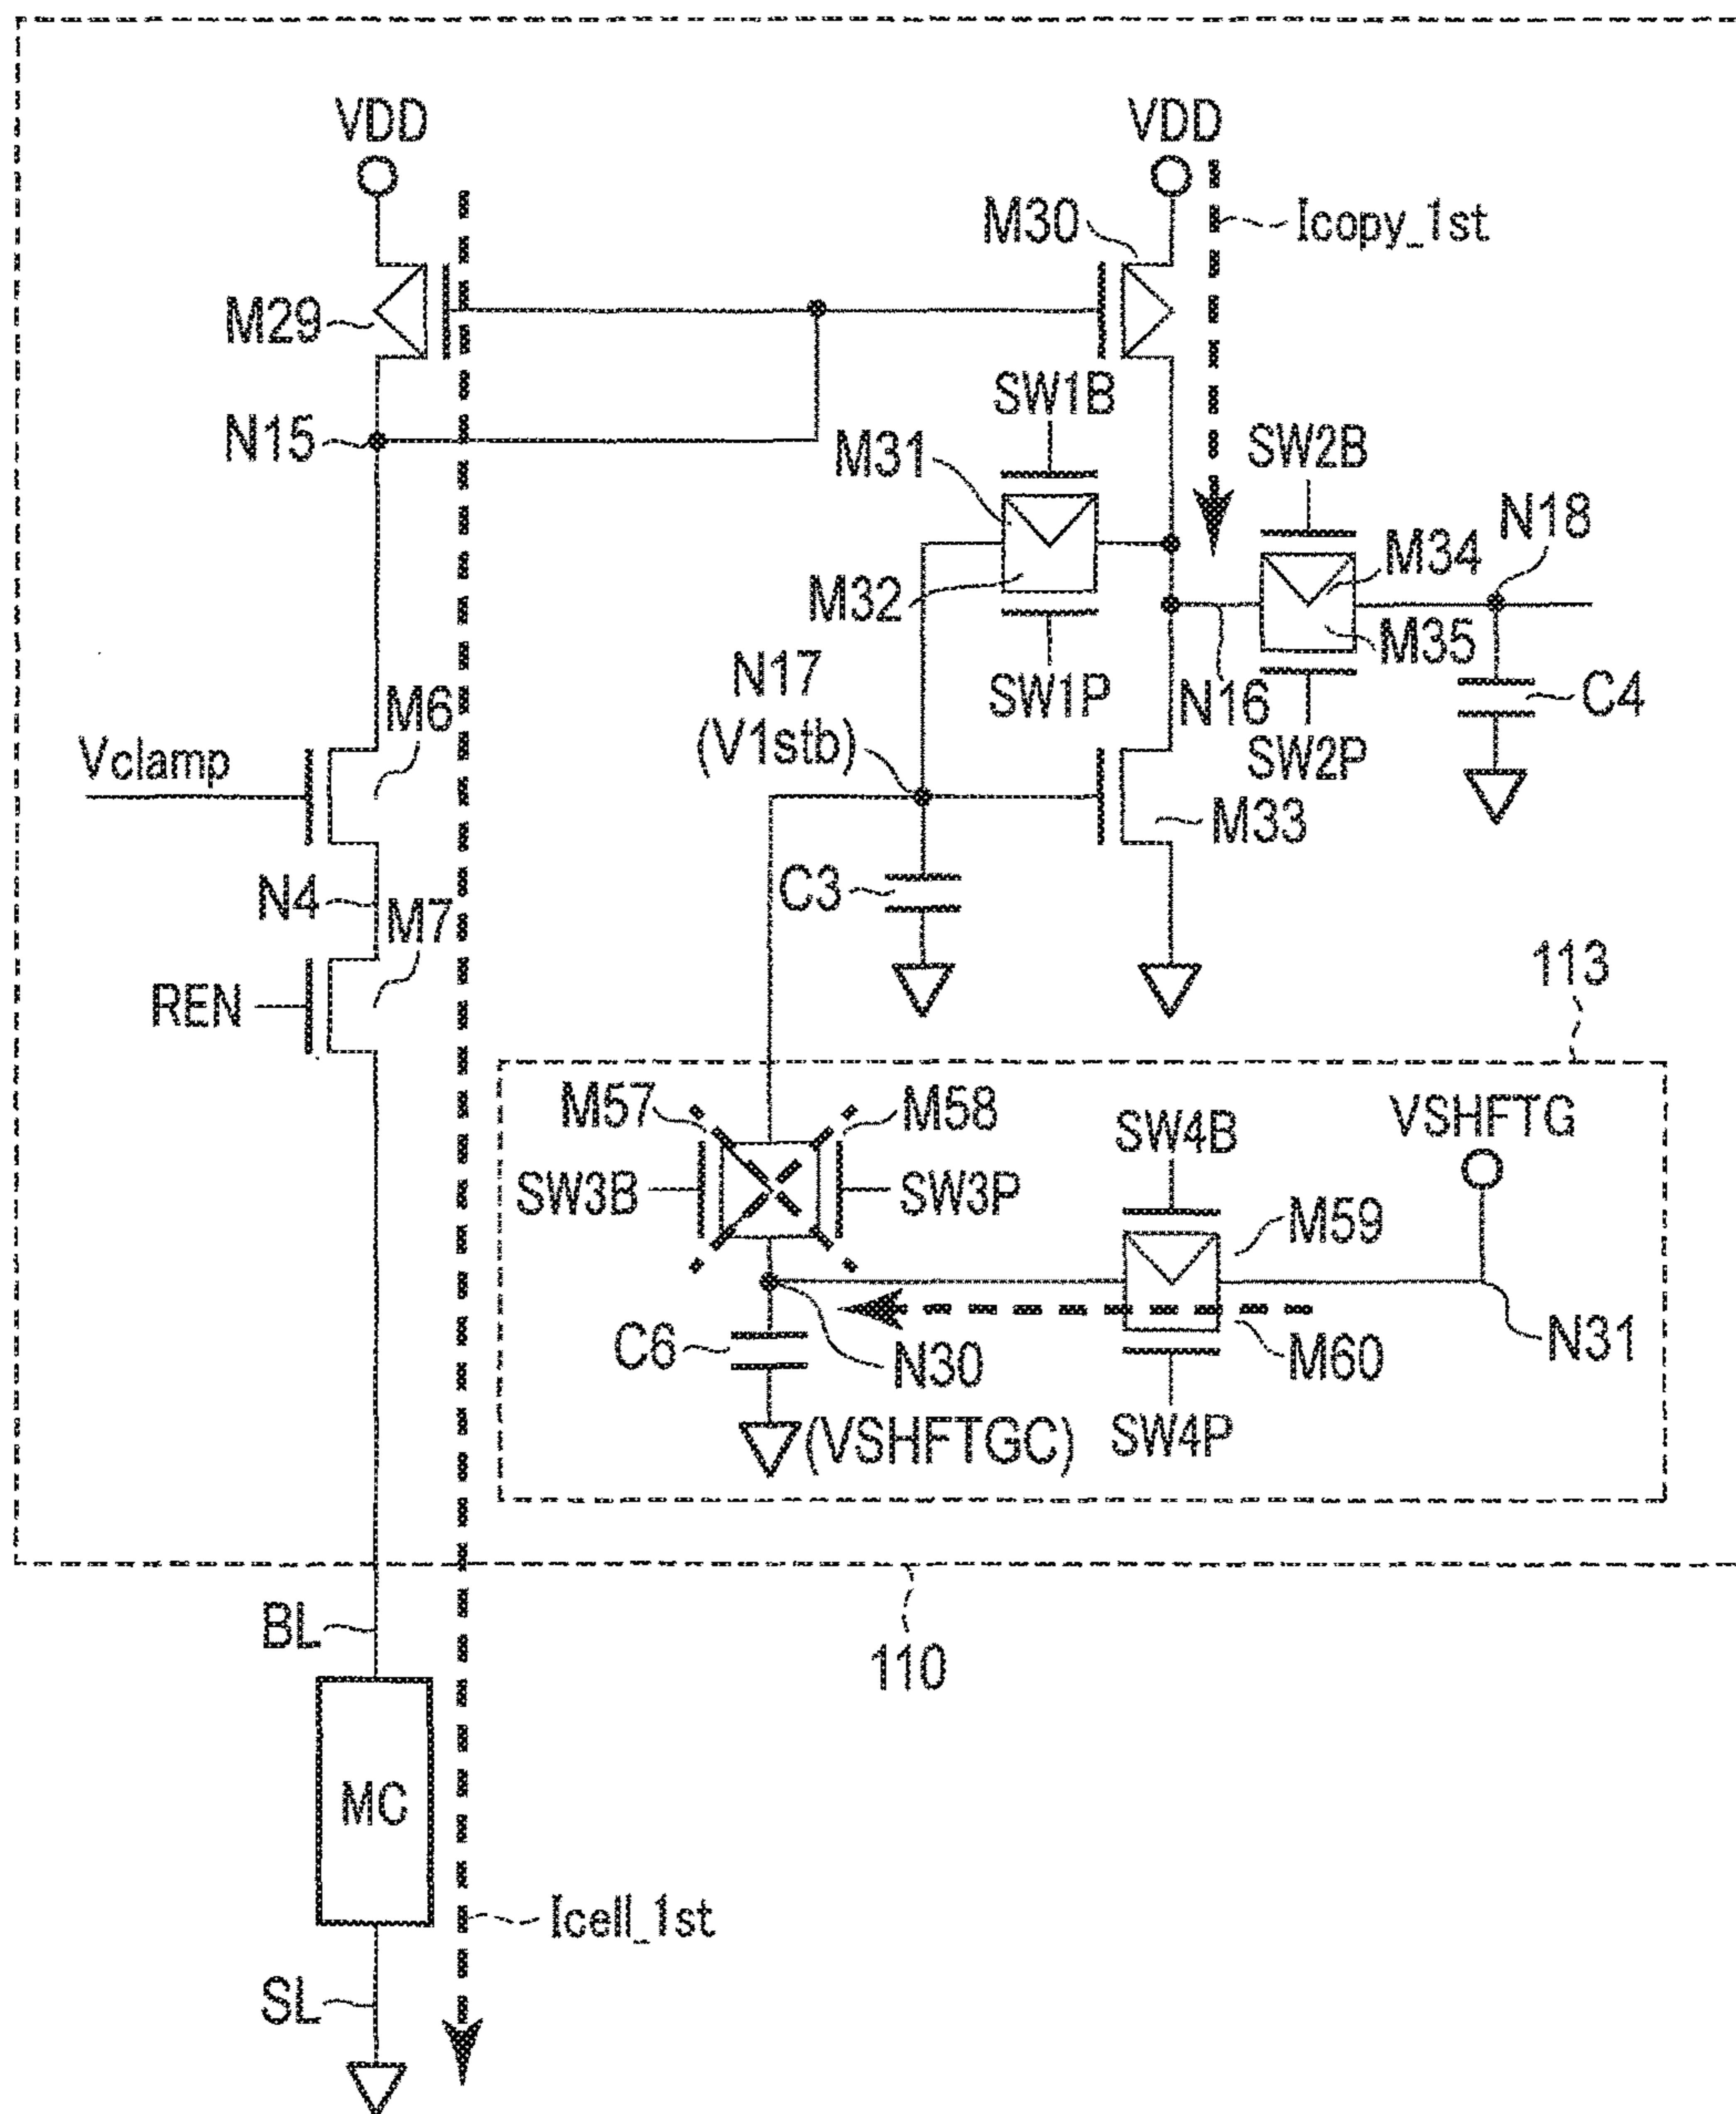 VDD
VDD
M30
Icopy_1st
M29
SW1B
N15
M31
SW2B
N18
M34
M32
M35
N17
(V1stb)
SW1P
N16
C4
M6
SW2P
Vclamp
M33
C3
N4
M7
113
REN
M57
M58
SW4B
VSHFTG
SW3B
SW3P
M59
C6
N30
M60
N31
(VSHFTGC)
SW4P
BL
110
MC
Icell_1st
SL